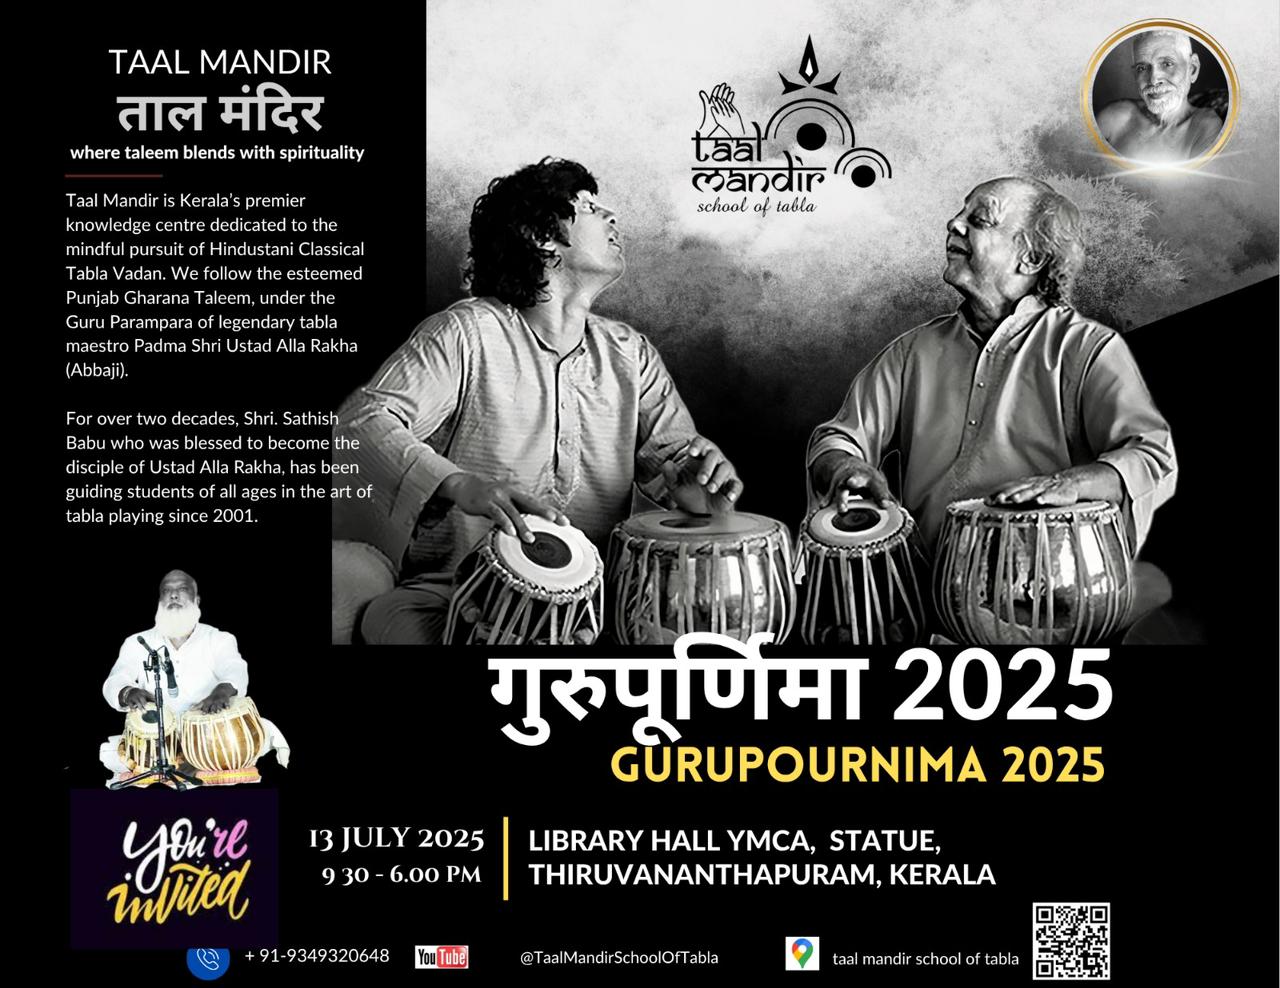 TAAL MANDIR
ताल मंदिर
where taleem blends with spirituality
Taal Mandir is Kerala's premier
knowledge centre dedicated to the
mindful pursuit of Hindustani Classical
Tabla Vadan. We follow the esteemed
Punjab Gharana Taleem, under the
Guru Parampara of legendary tabla
maestro Padma Shri Ustad Alla Rakha
(Abbaji).
For over two decades, Shri. Sathish
Babu who was blessed to become the
disciple of Ustad Alla Rakha, has been
guiding students of all ages in the art of
tabla playing since 2001.
taal
mandir
school of tabla
गुरुपूर्णिमा 2025
GURUPOURNIMA 2025
you're
invited
13 JULY 2025
9 30 - 6.00 PM
LIBRARY HALL YMCA, STATUE,
THIRUVANANTHAPURAM, KERALA
+ 91-9349320648
YouTube
@TaalMandirSchoolOfTabla
taal mandir school of tabla